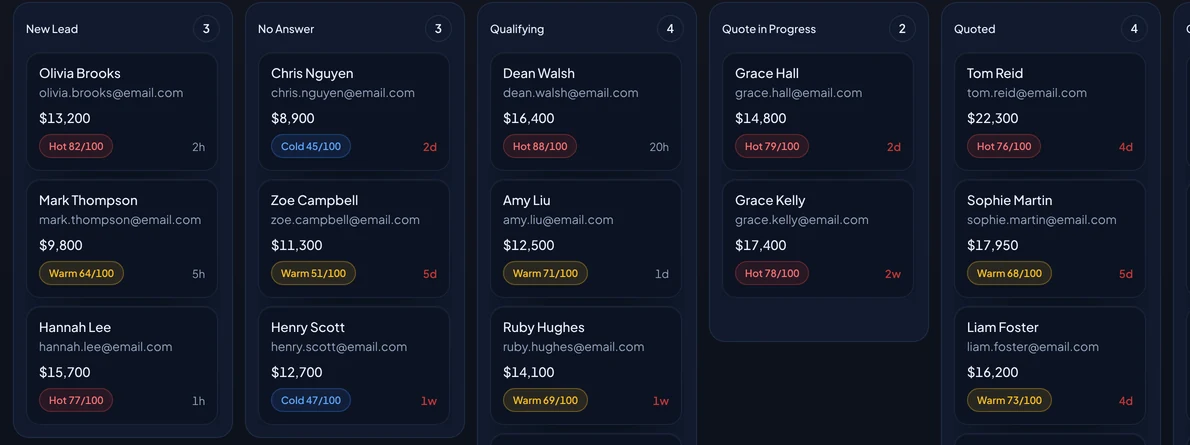 New Lead 3
Olivia Brooks
olivia.brooks@email.com
$13,200
Hot 82/100 2h
Mark Thompson
mark.thompson@email.com
$9,800
Warm 64/100 5h
Hannah Lee
hannah.lee@email.com
$15,700
Hot 77/100 1h
No Answer 3
Chris Nguyen
chris.nguyen@email.com
$8,900
Cold 45/100 2d
Zoe Campbell
zoe.campbell@email.com
$11,300
Warm 51/100 5d
Henry Scott
henry.scott@email.com
$12,700
Cold 47/100 1w
Qualifying 4
Dean Walsh
dean.walsh@email.com
$16,400
Hot 88/100 20h
Amy Liu
amy.liu@email.com
$12,500
Warm 71/100 1d
Ruby Hughes
ruby.hughes@email.com
$14,100
Warm 69/100 1w
Quote in Progress 2
Grace Hall
grace.hall@email.com
$14,800
Hot 79/100 2d
Grace Kelly
grace.kelly@email.com
$17,400
Hot 78/100 2w
Quoted 4
Tom Reid
tom.reid@email.com
$22,300
Hot 76/100 4d
Sophie Martin
sophie.martin@email.com
$17,950
Warm 68/100 5d
Liam Foster
liam.foster@email.com
$16,200
Warm 73/100 4d